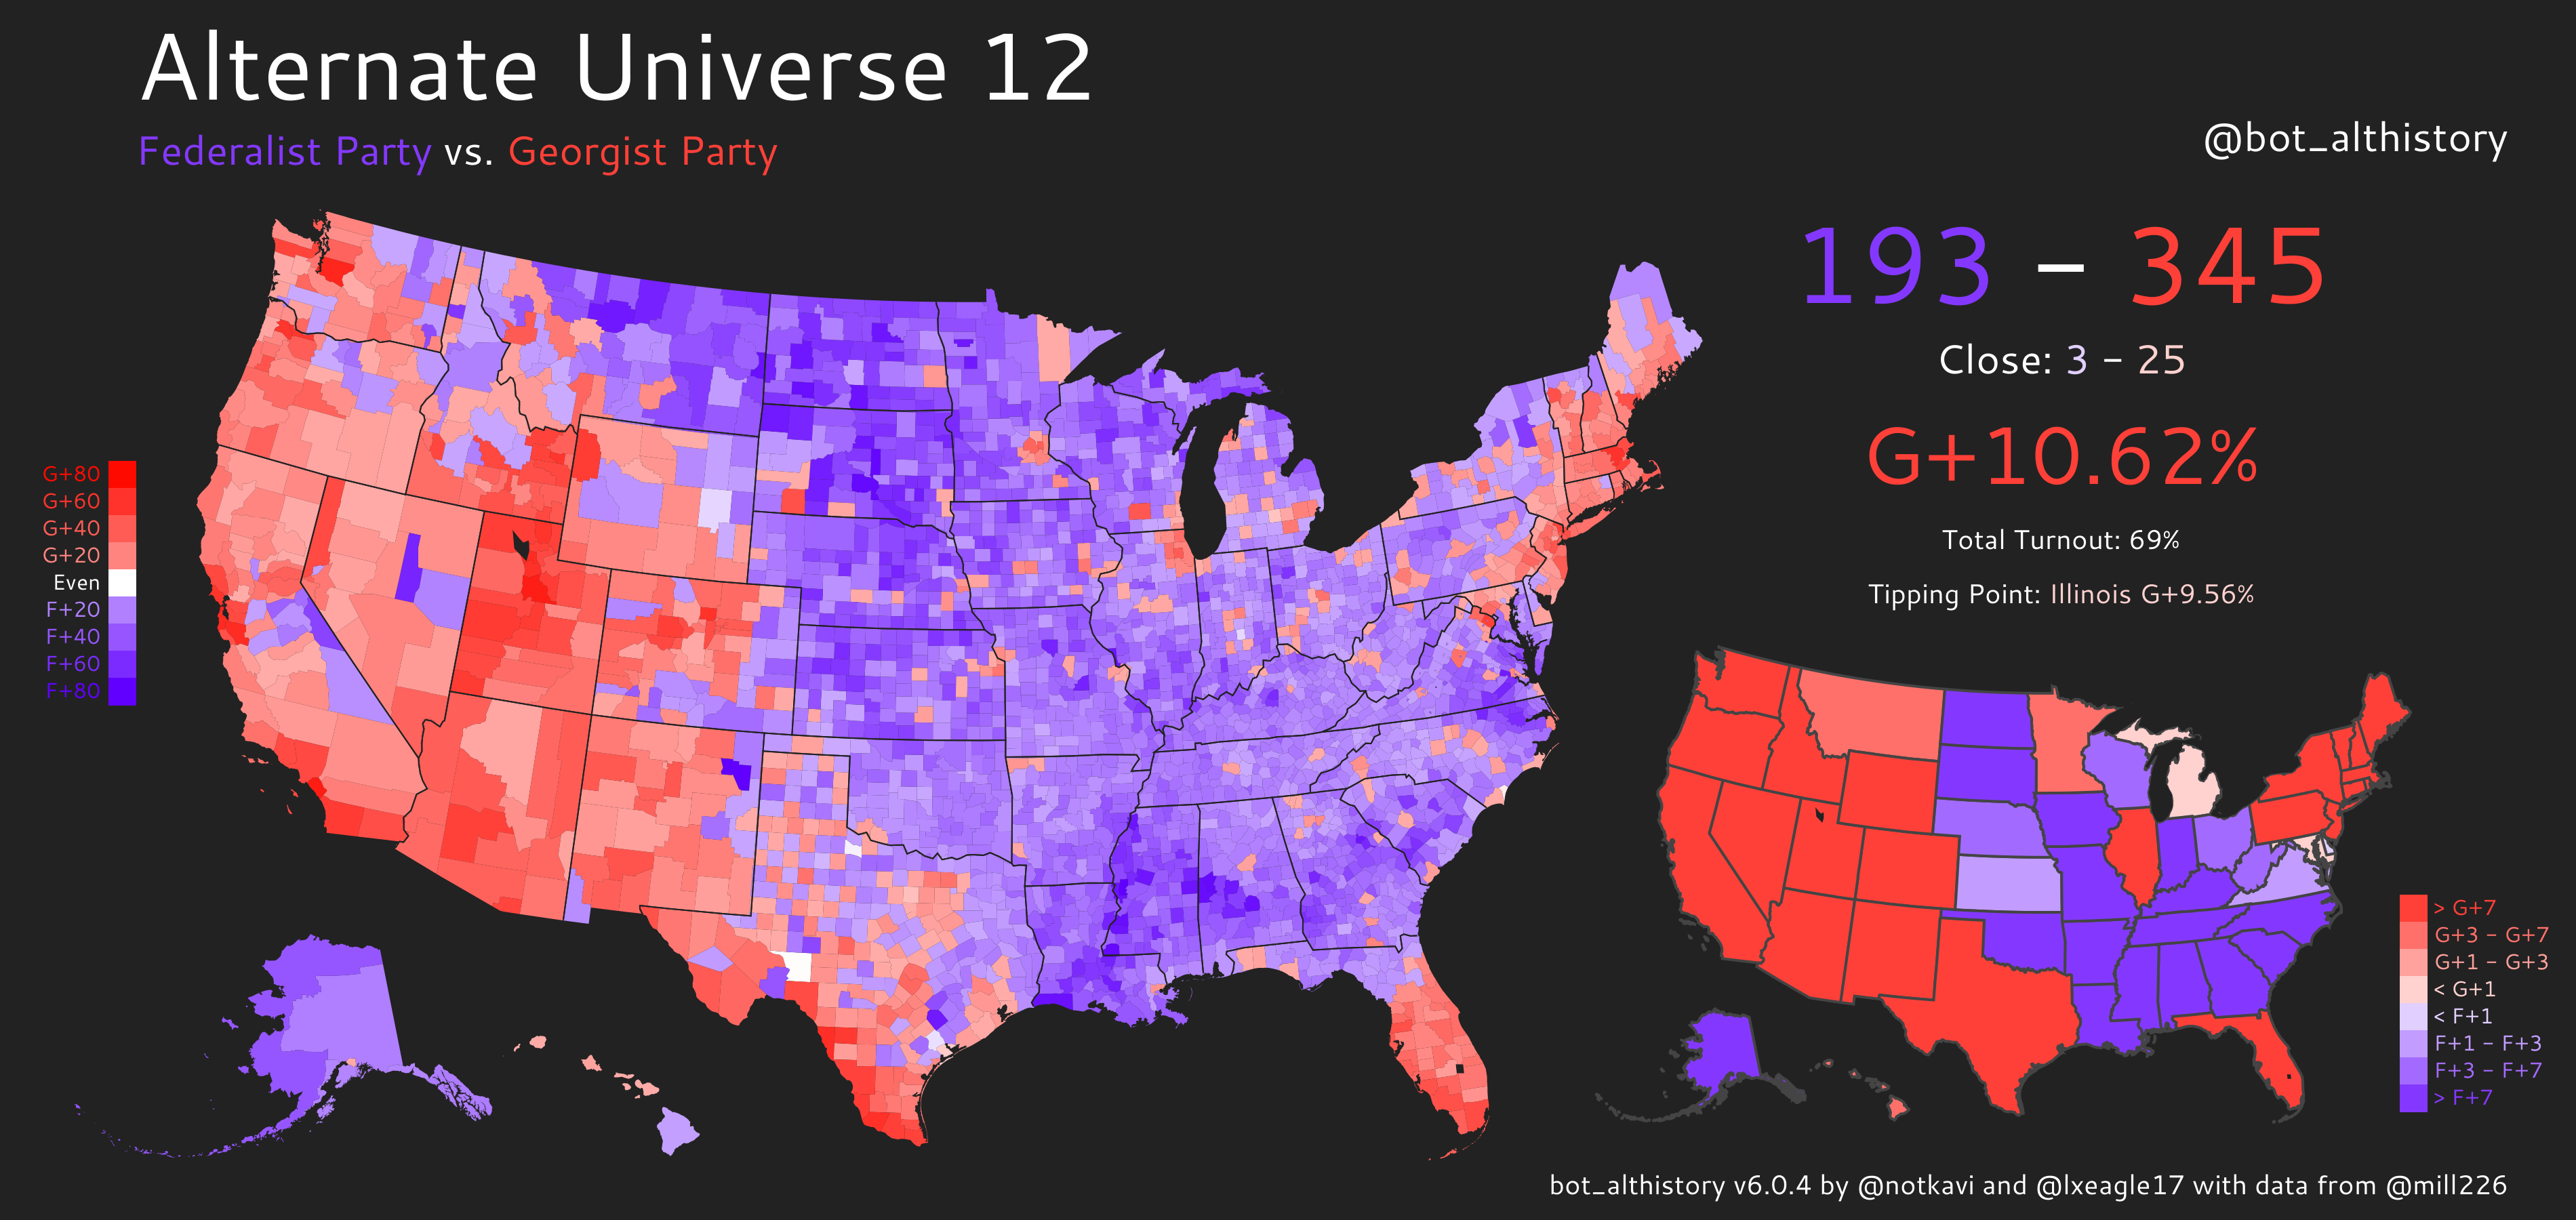 Alternate Universe 12
Federalist Party vs. Georgist Party
@bot_althistory
193 – 345
Close: 3 – 25
G+10.62%
Total Turnout: 69%
Tipping Point: Illinois G+9.56%
G+80
G+60
G+40
G+20
Even
F+20
F+40
F+60
F+80
> G+7
G+3 – G+7
G+1 – G+3
< G+1
< F+1
F+1 – F+3
F+3 – F+7
> F+7
bot_althistory v6.0.4 by @notkavi and @lxeagle17 with data from @mill226